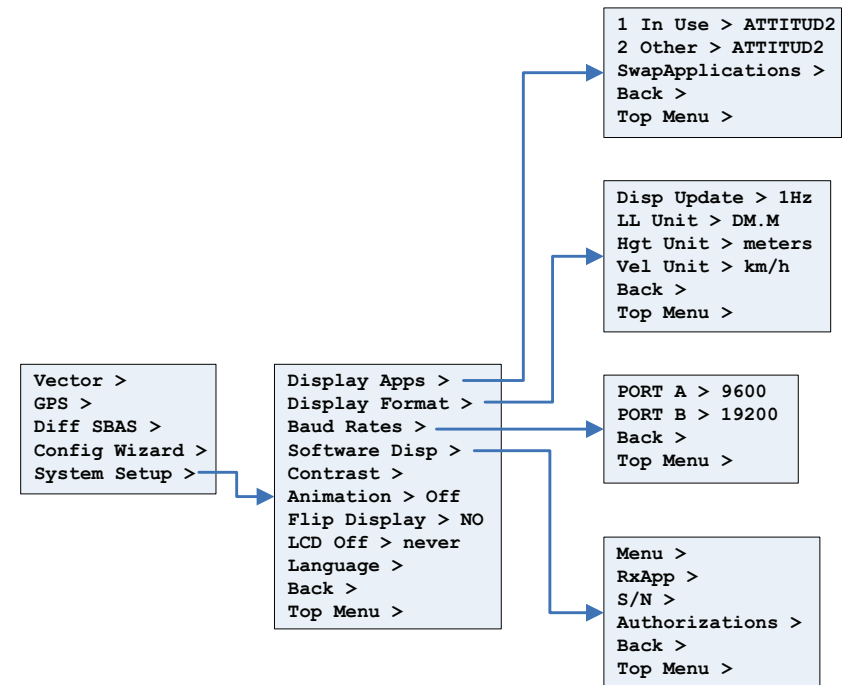 Vector >
GPS >
Diff SBAS >
Config Wizard >
System Setup >
Display Apps >
Display Format >
Baud Rates >
Software Disp >
Contrast >
Animation > Off
Flip Display > NO
LCD Off > never
Language >
Back >
Top Menu >
1 In Use > ATTITUD2
2 Other > ATTITUD2
SwapApplications >
Back >
Top Menu >
Disp Update > 1Hz
LL Unit > DM.M
Hgt Unit > meters
Vel Unit > km/h
Back >
Top Menu >
PORT A > 9600
PORT B > 19200
Back >
Top Menu >
Menu >
RxApp >
S/N >
Authorizations >
Back >
Top Menu >